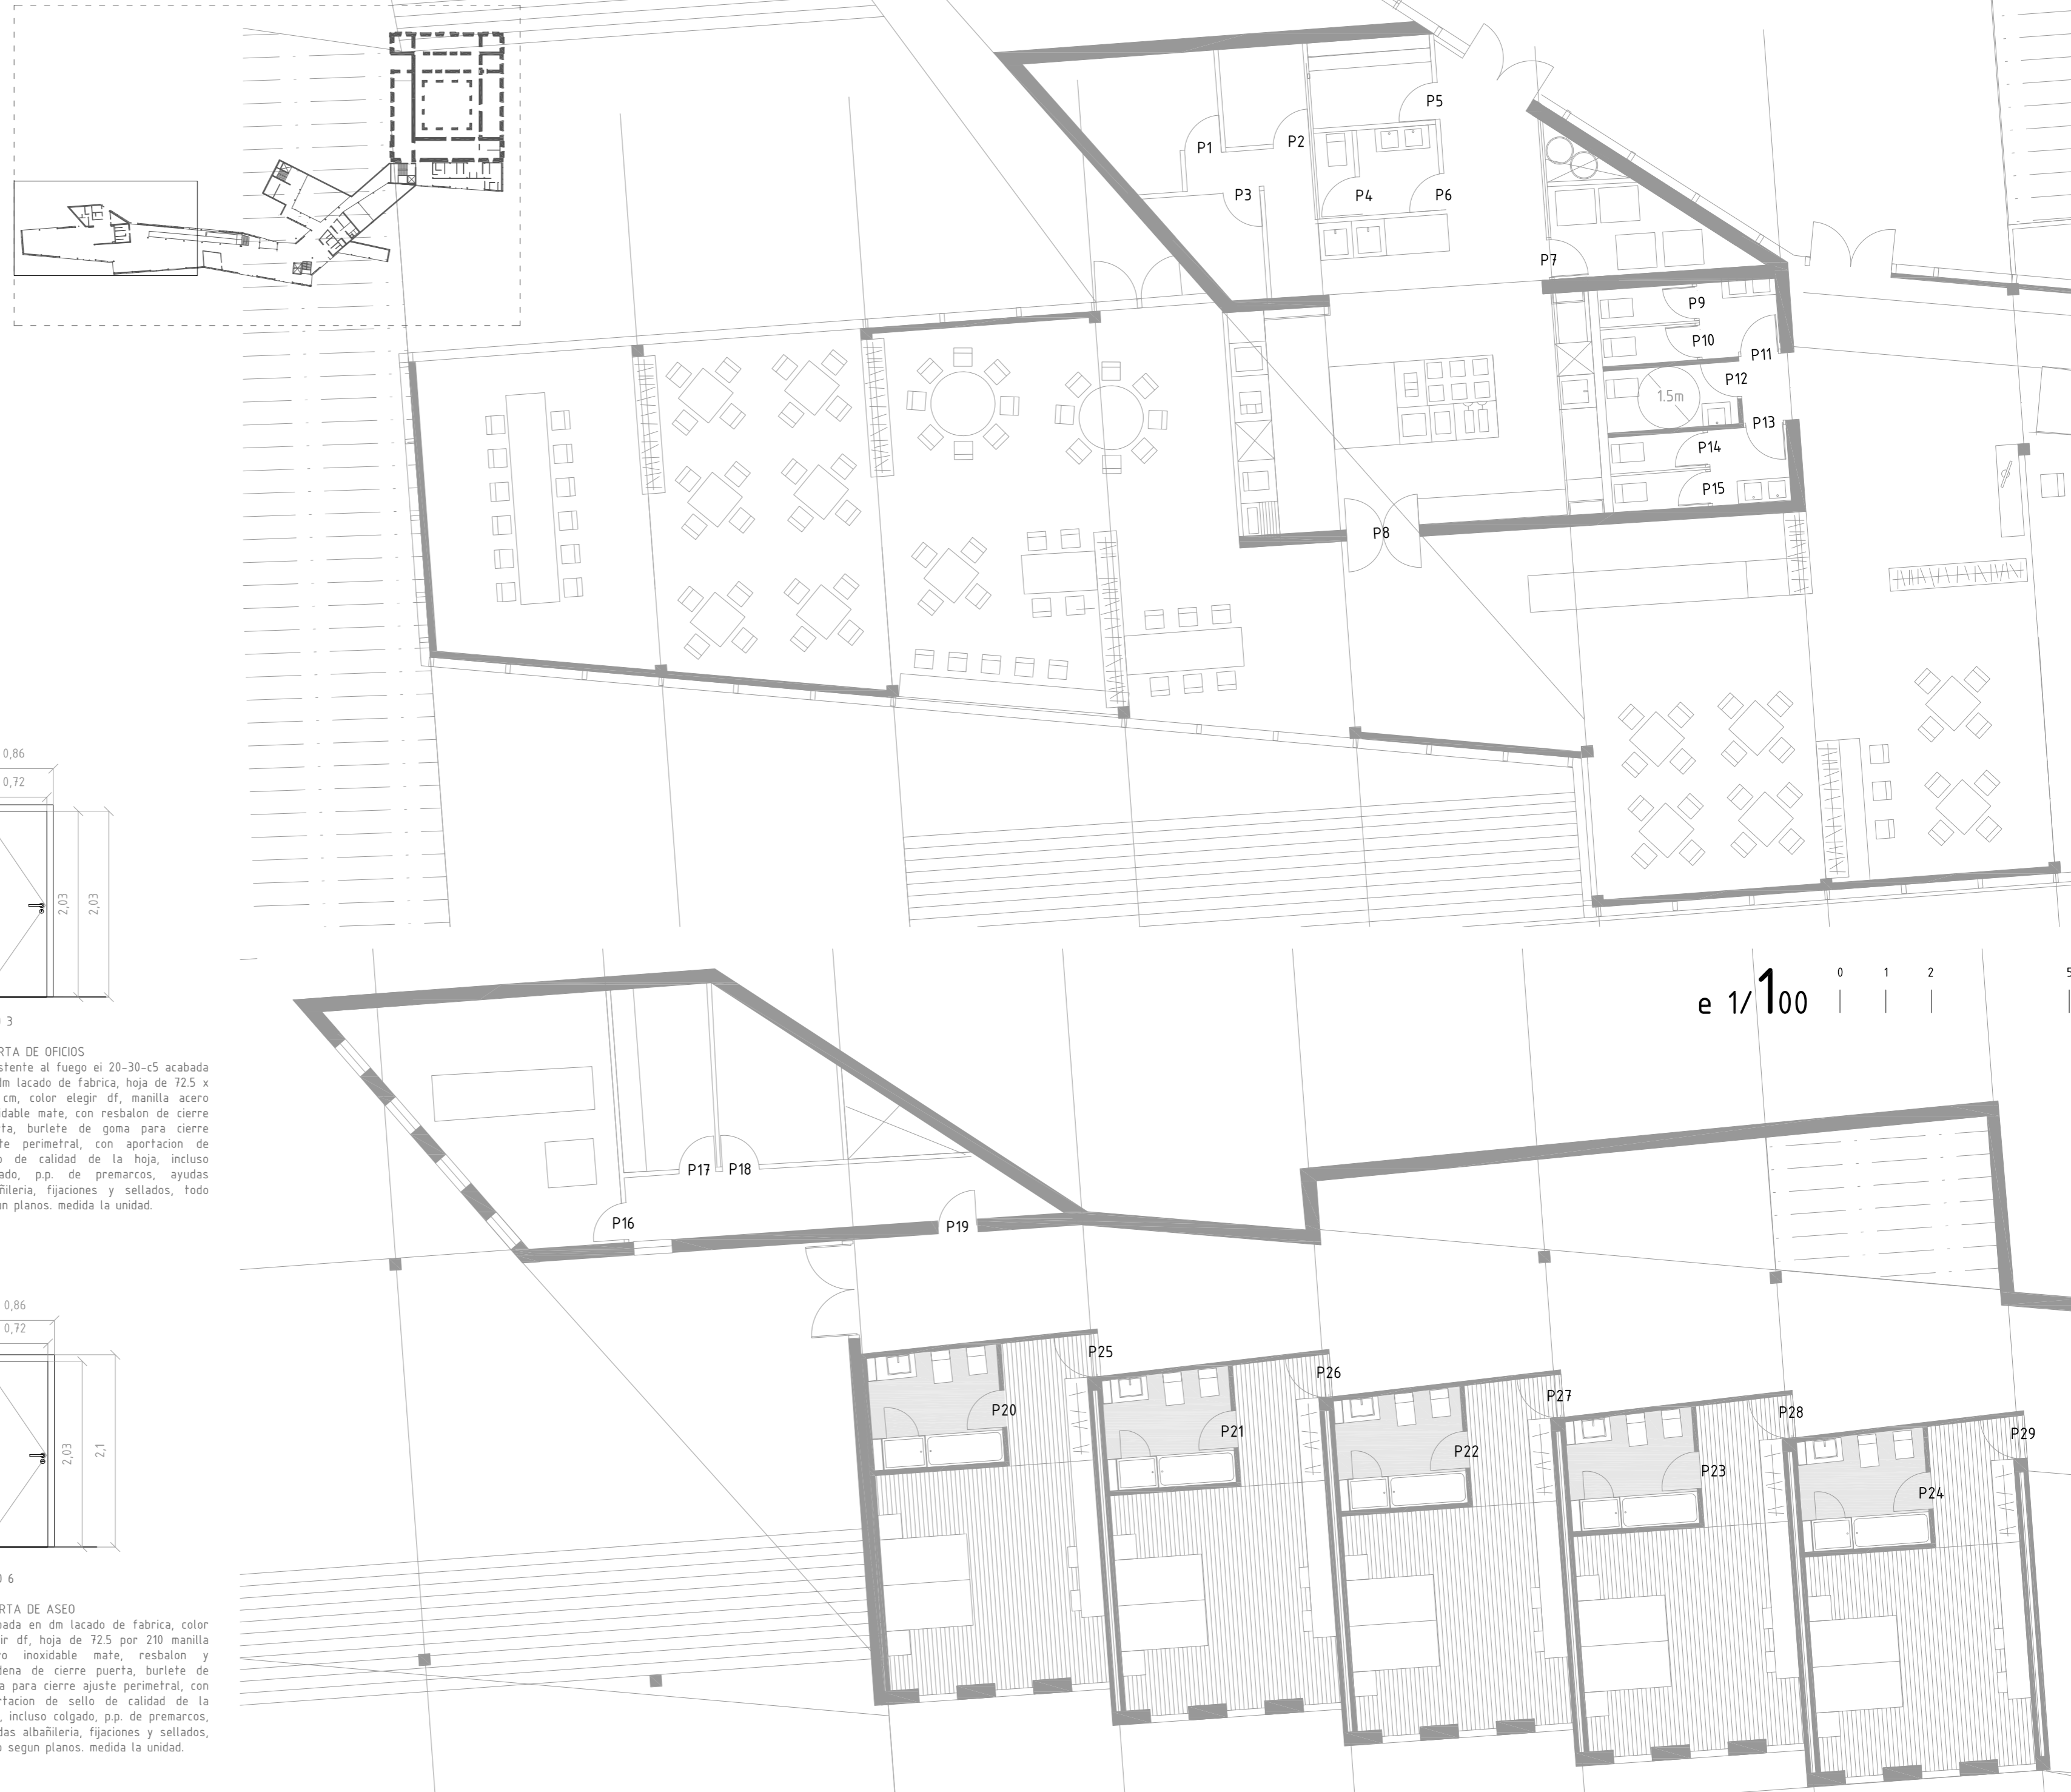 P5
P1
P2
P3
P4
P6
P7
P9
P10
P11
P12
1.5m
P13
P14
P15
P8
0,86
0,72
2,03
2,03
3
e 1/100
0
1
2
5
RTA DE OFICIOS
stente al fuego ei 20-30-c5 acabada
dm lacado de fabrica, hoja de 72.5 x
cm, color elegir df, manilla acero
idable mate, con resbalon de cierre
ta, burlete de goma para cierre
te perimetral, con aportacion de
o de calidad de la hoja, incluso
ado, p.p. de premarcos, ayudas
ñileria, fijaciones y sellados, todo
un planos. medida la unidad.
P17
P18
P16
P19
0,86
0,72
2,03
2,1
O 6
RTA DE ASEO
bada en dm lacado de fabrica, color
ir df, hoja de 72.5 por 210 manilla
o inoxidable mate, resbalon y
dena de cierre puerta, burlete de
a para cierre ajuste perimetral, con
rtacion de sello de calidad de la
, incluso colgado, p.p. de premarcos,
das albañileria, fijaciones y sellados,
o segun planos. medida la unidad.
P25
P26
P27
P28
P29
P20
P21
P22
P23
P24